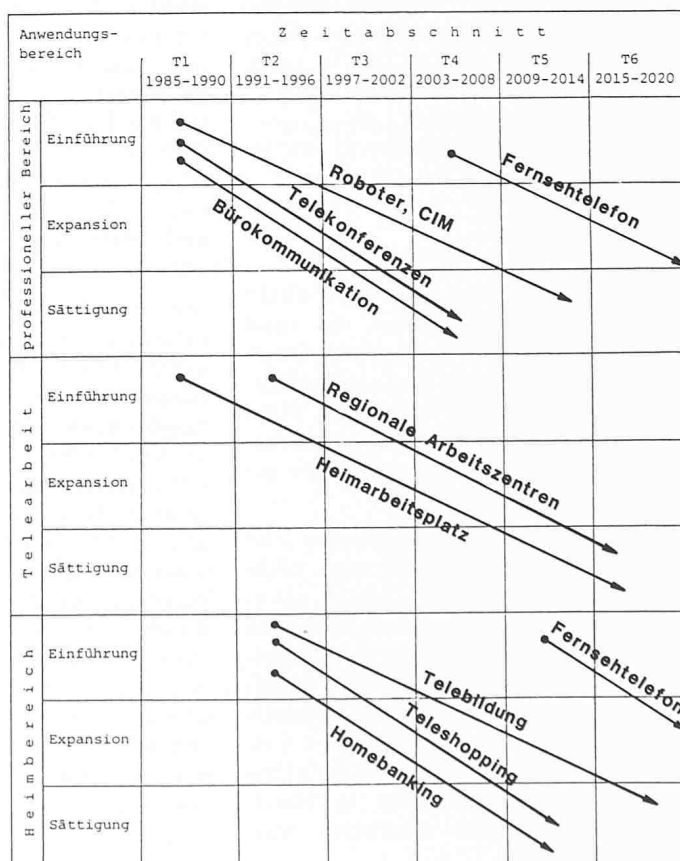 Anwendungs-
bereich
Zeitabschnitt
T1 T2 T3 T4 T5 T6
1985-1990 1991-1996 1997-2002 2003-2008 2009-2014 2015-2020
professioneller Bereich
Einführung
Expansion
Sättigung
Roboter, CIM
Telekonferenzen
Bürokommunikation
Fernsehtelefon
Telearbeit
Einführung
Expansion
Sättigung
Regionale Arbeitszentren
Heimarbeitsplatz
Heimbereich
Einführung
Expansion
Sättigung
Telebildung
Teleshopping
Homebanking
Fernsehtelefon